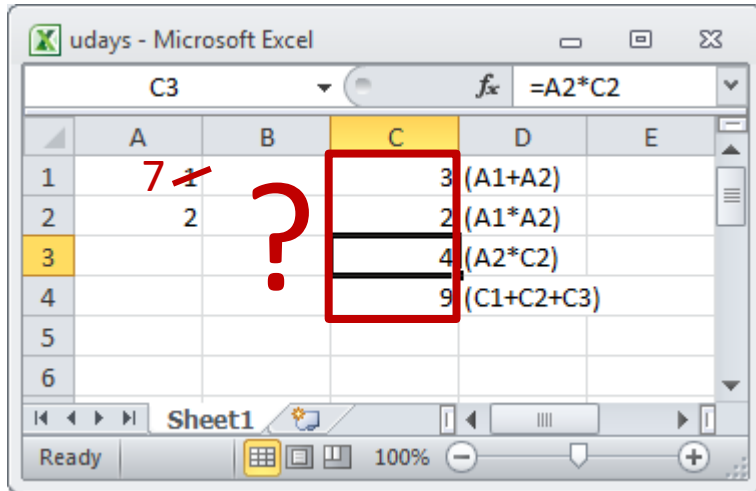 udays - Microsoft Excel
C3 fx =A2*C2
A B C D E
1 7 1 3 (A1+A2)
2 2 ? 2 (A1*A2)
3 4 (A2*C2)
4 9 (C1+C2+C3)
5
6
Sheet1
Ready 100%